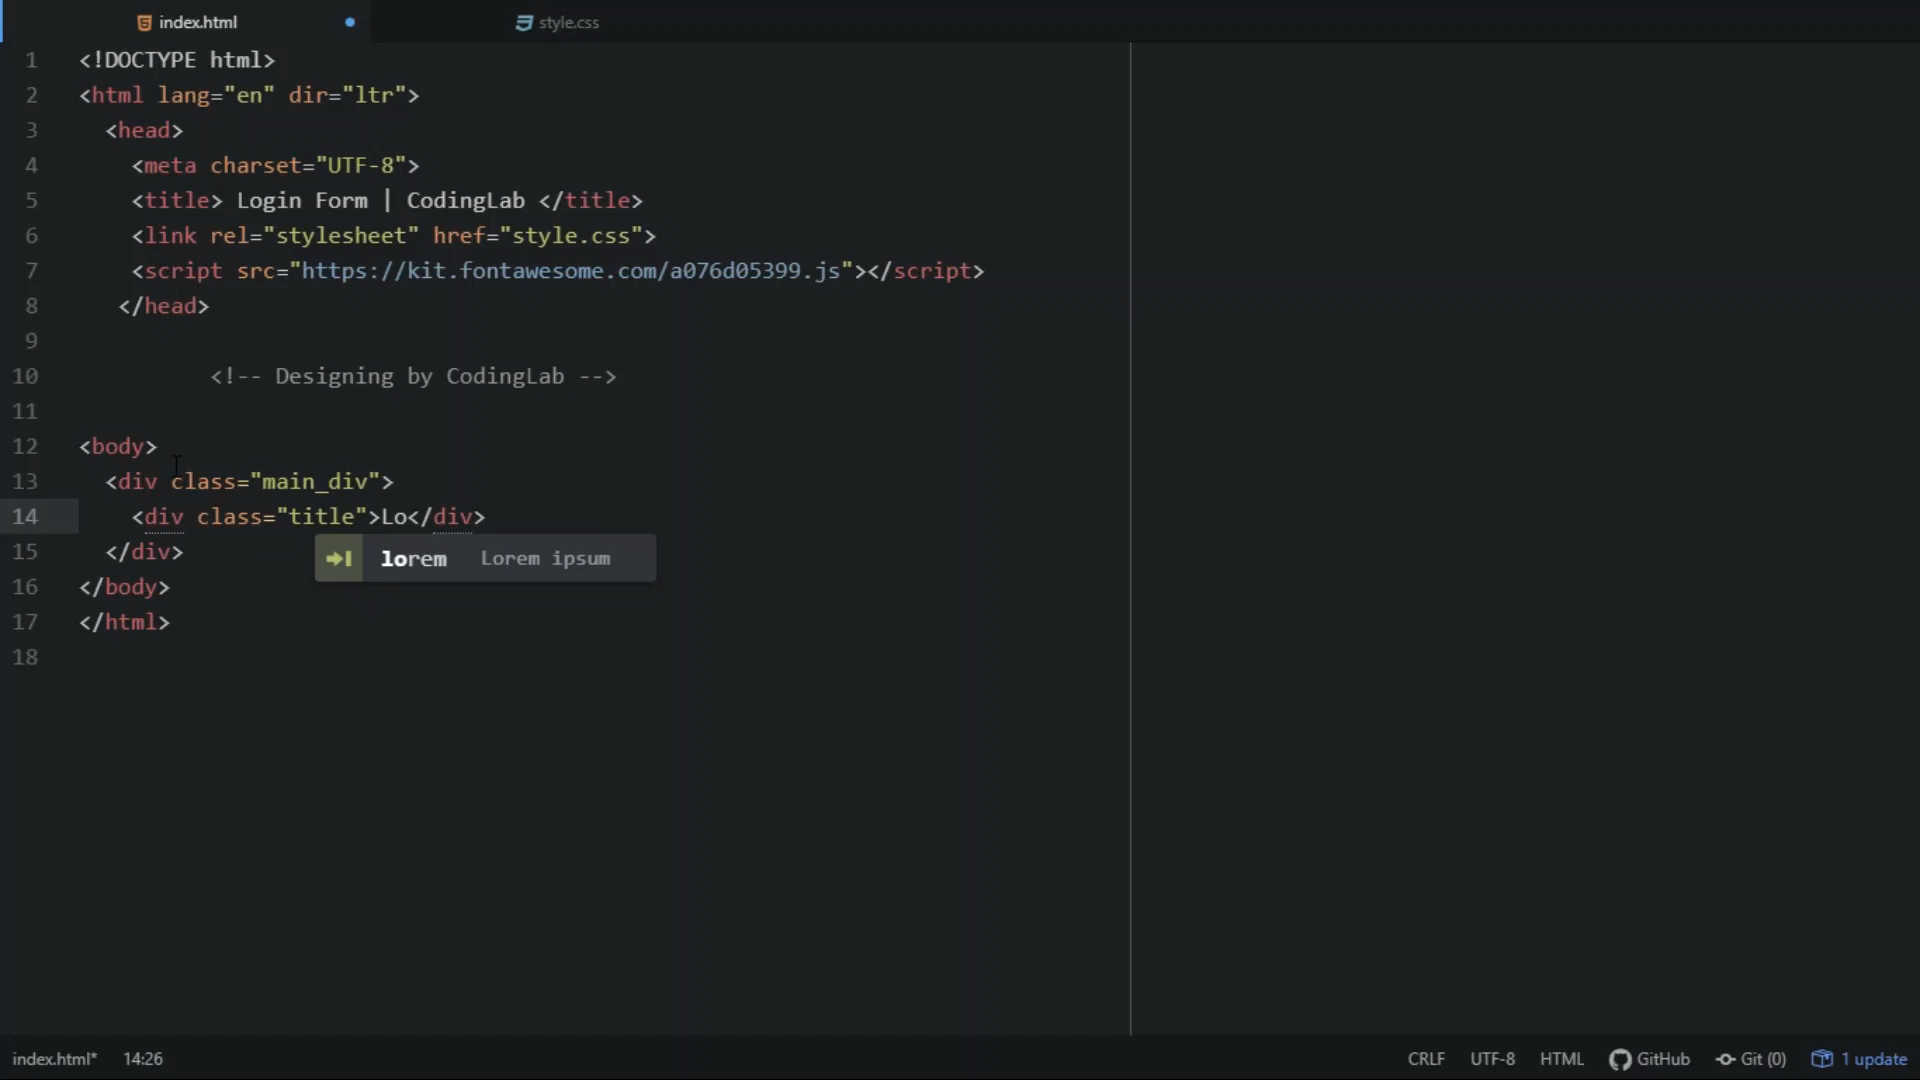 index.html
style.css
1 <!DOCTYPE html>
2 <html lang="en" dir="ltr">
3 <head>
4 <meta charset="UTF-8">
5 <title> Login Form | CodingLab </title>
6 <link rel="stylesheet" href="style.css">
7 <script src="https://kit.fontawesome.com/a076d05399.js"></script>
8 </head>
9
10 <!-- Designing by CodingLab -->
11
12 <body>
13 <div class="main_div">
14 <div class="title">Lo</div>
lorem Lorem ipsum
15 </div>
16 </body>
17 </html>
18
index.html* 14:26 CRLF UTF-8 HTML GitHub Git (0) 1 update